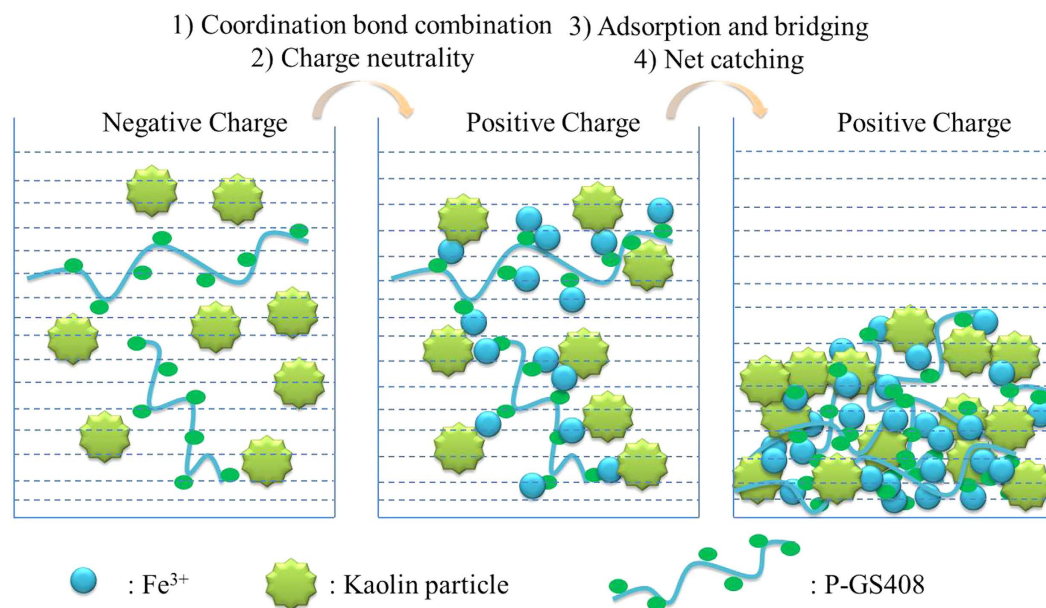 1) Coordination bond combination
2) Charge neutrality
3) Adsorption and bridging
4) Net catching
Negative Charge
Positive Charge
Positive Charge
: Fe³⁺
: Kaolin particle
: P-GS408